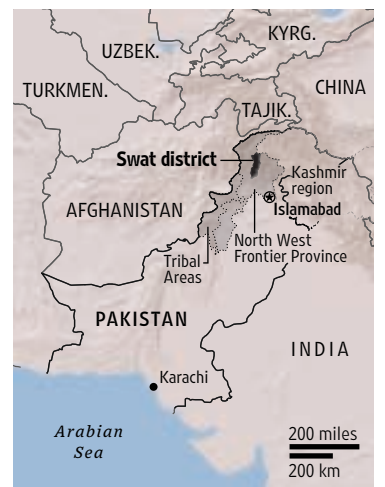 KYRG.
UZBEK.
TURKMEN.
CHINA
TAJIK.
Swat district
Kashmir
region
Islamabad
AFGHANISTAN
North West
Frontier Province
Tribal
Areas
PAKISTAN
INDIA
Karachi
Arabian
Sea
200 miles
200 km